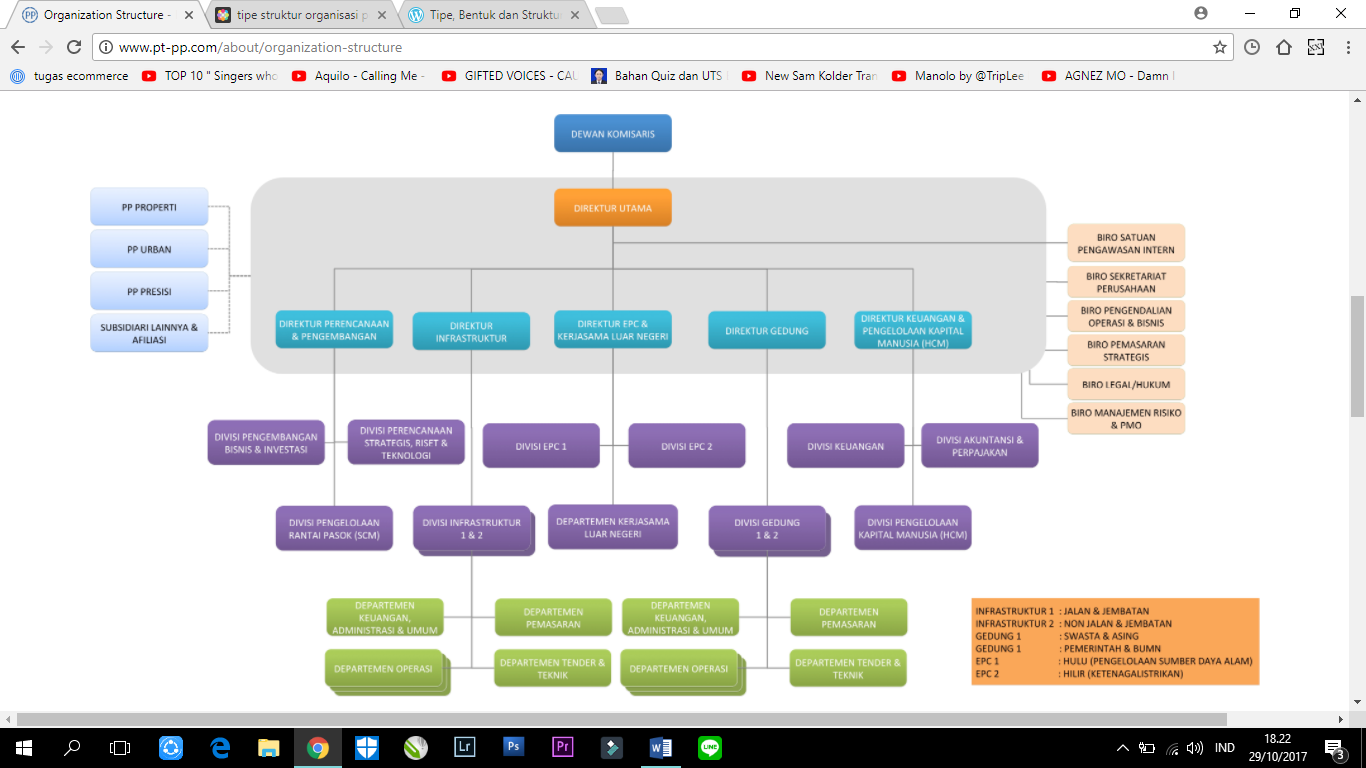 Organization Structure -
tipe struktur organisasi p
Tipe, Bentuk dan Struktu
www.pt-pp.com/about/organization-structure
tugas ecommerce
TOP 10 " Singers who
Aquilo - Calling Me -
GIFTED VOICES - CAU
Bahan Quiz dan UTS
New Sam Kolder Tran
Manolo by @TripLee
AGNEZ MO - Damn I
DEWAN KOMISARIS
DIREKTUR UTAMA
PP PROPERTI
PP URBAN
PP PRESISI
SUBSIDIARI LAINNYA &
AFILIASI
BIRO SATUAN
PENGAWASAN INTERN
BIRO SEKRETARIAT
PERUSAHAAN
BIRO PENGENDALIAN
OPERASI & BISNIS
BIRO PEMASARAN
STRATEGIS
BIRO LEGAL/HUKUM
BIRO MANAJEMEN RISIKO
& PMO
DIREKTUR PERENCANAAN
& PENGEMBANGAN
DIREKTUR
INFRASTRUKTUR
DIREKTUR EPC &
KERJASAMA LUAR NEGERI
DIREKTUR GEDUNG
DIREKTUR KEUANGAN &
PENGELOLAAN KAPITAL
MANUSIA (HCM)
DIVISI PENGEMBANGAN
BISNIS & INVESTASI
DIVISI PERENCANAAN
STRATEGIS, RISET &
TEKNOLOGI
DIVISI EPC 1
DIVISI EPC 2
DIVISI KEUANGAN
DIVISI AKUNTANSI &
PERPAJAKAN
DIVISI PENGELOLAAN
RANTAI PASOK (SCM)
DIVISI INFRASTRUKTUR
1 & 2
DEPARTEMEN KERJASAMA
LUAR NEGERI
DIVISI GEDUNG
1 & 2
DIVISI PENGELOLAAN
KAPITAL MANUSIA (HCM)
DEPARTEMEN
KEUANGAN,
ADMINISTRASI & UMUM
DEPARTEMEN
PEMASARAN
DEPARTEMEN
KEUANGAN,
ADMINISTRASI & UMUM
DEPARTEMEN
PEMASARAN
DEPARTEMEN OPERASI
DEPARTEMEN TENDER &
TEKNIK
DEPARTEMEN OPERASI
DEPARTEMEN TENDER &
TEKNIK
INFRASTRUKTUR 1 : JALAN & JEMBATAN
INFRASTRUKTUR 2 : NON JALAN & JEMBATAN
GEDUNG 1 : SWASTA & ASING
GEDUNG 1 : PEMERINTAH & BUMN
EPC 1 : HULU (PENGELOLAAN SUMBER DAYA ALAM)
EPC 2 : HILIR (KETENAGALISTRIKAN)
Lr
Ps
Pr
LINE
IND
18.22
29/10/2017
3